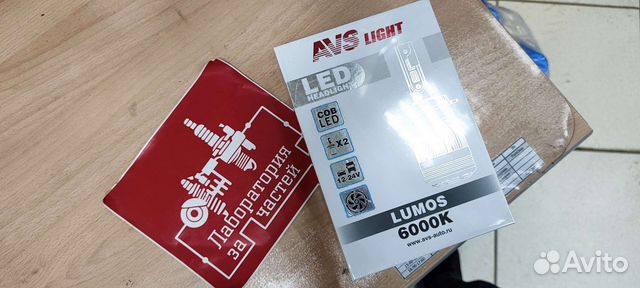 AVS LIGHT
LED
HEADLIGHT
COB
LED
X2
12-24V
LUMOS
6000K
www.avs-auto.ru
Лаборатория
за частей
Avito